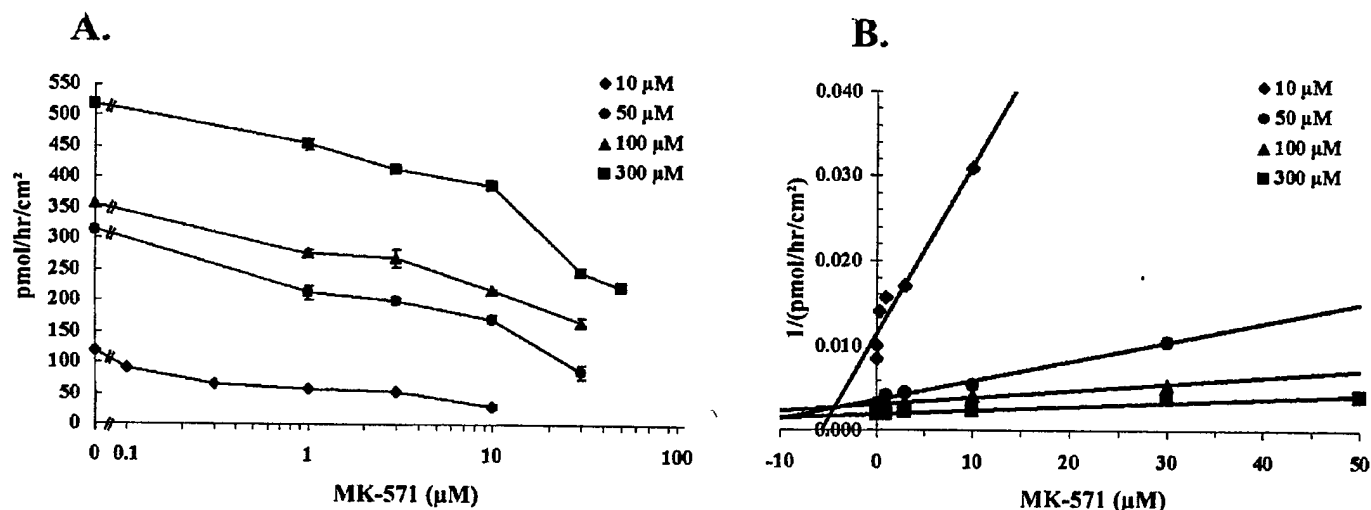 A.
550
500
450
400
350
300
250
200
150
100
50
0
pmol/hr/cm²
0 0.1 1 10 100
MK-571 (µM)
10 µM
50 µM
100 µM
300 µM
B.
0.040
0.030
0.020
0.010
0.000
1/(pmol/hr/cm²)
-10 0 10 20 30 40 50
MK-571 (µM)
10 µM
50 µM
100 µM
300 µM